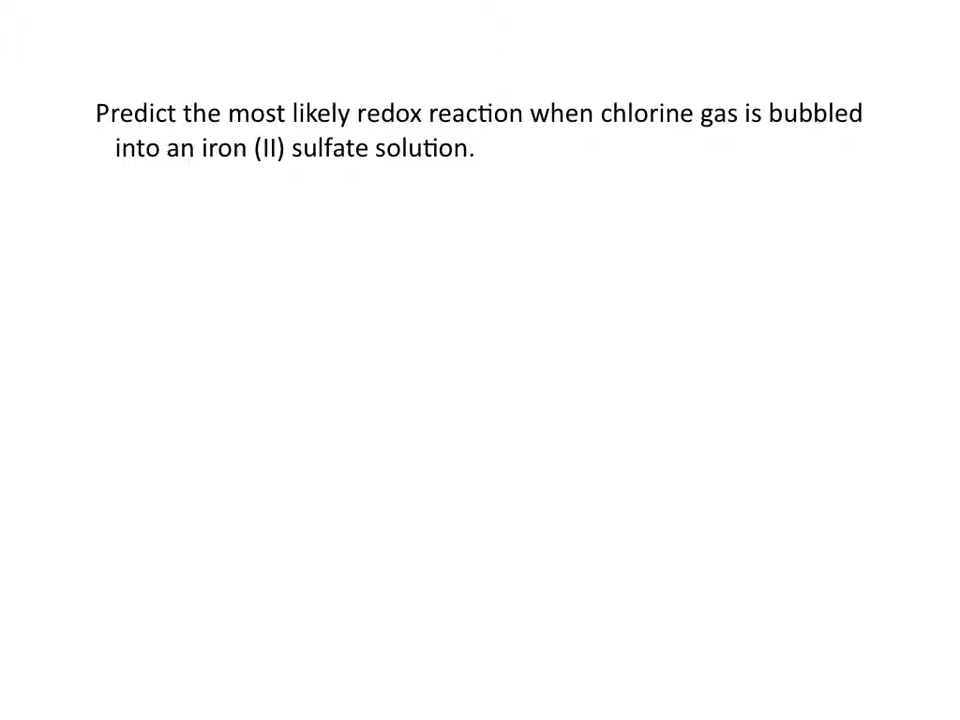 Predict the most likely redox reaction when chlorine gas is bubbled
into an iron (II) sulfate solution.